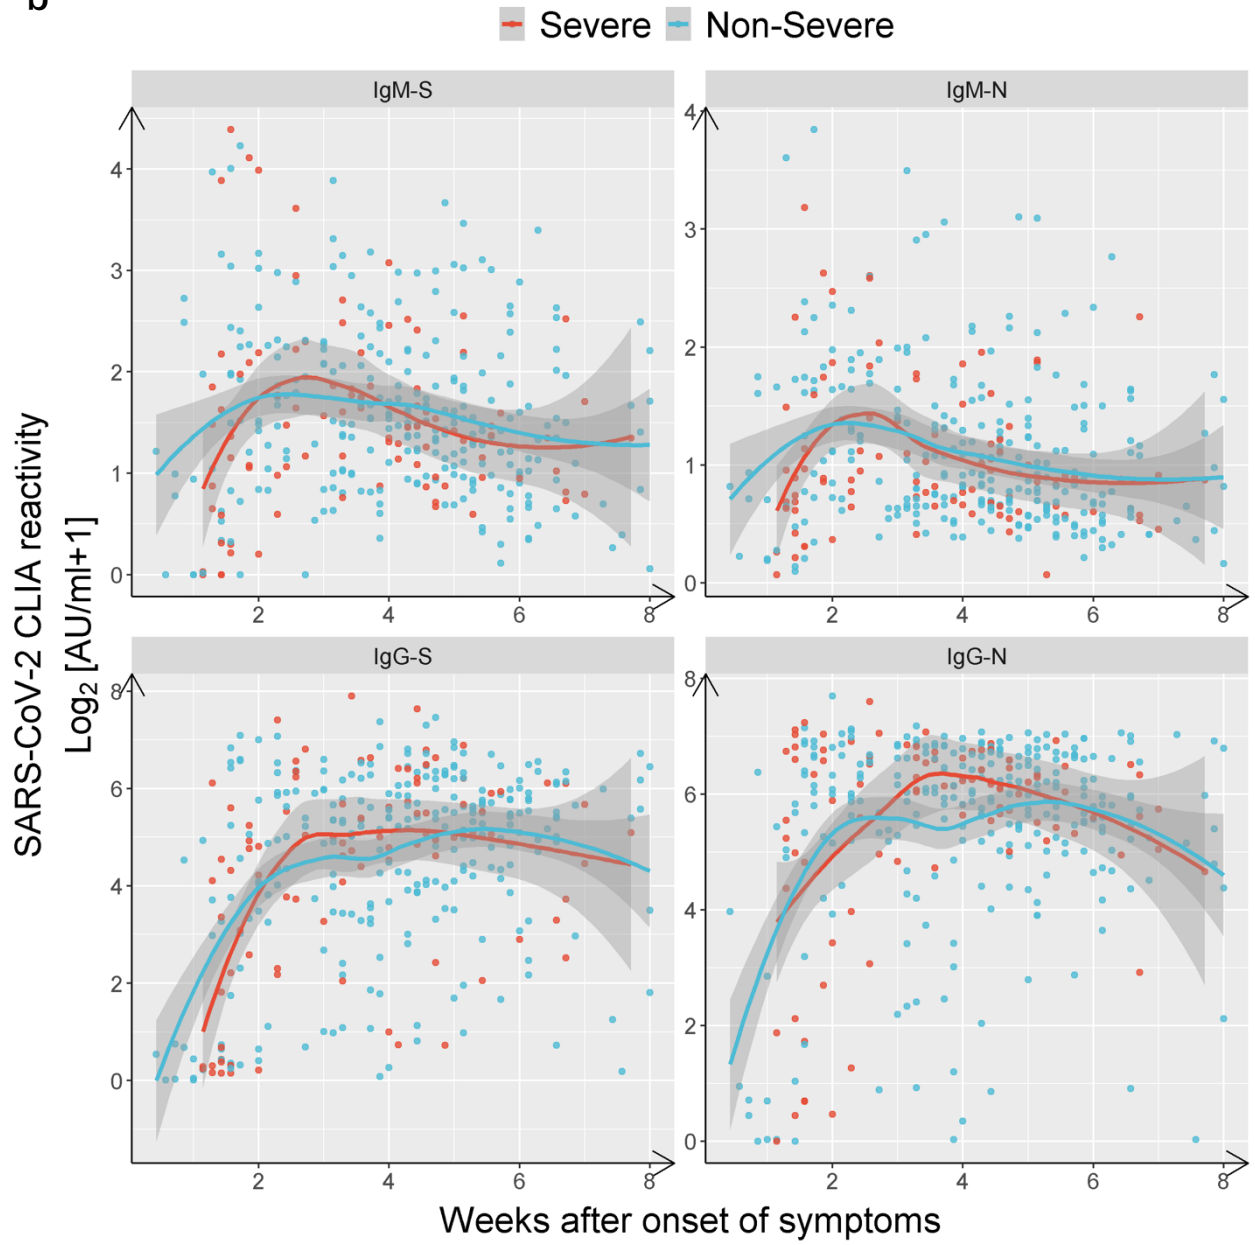 b
Severe Non-Severe
IgM-S
IgM-N
4
3
2
1
0
2 4 6 8
4
3
2
1
0
2 4 6 8
IgG-S
IgG-N
8
6
4
2
0
2 4 6 8
8
6
4
2
0
2 4 6 8
SARS-CoV-2 CLIA reactivity
Log₂ [AU/ml+1]
Weeks after onset of symptoms